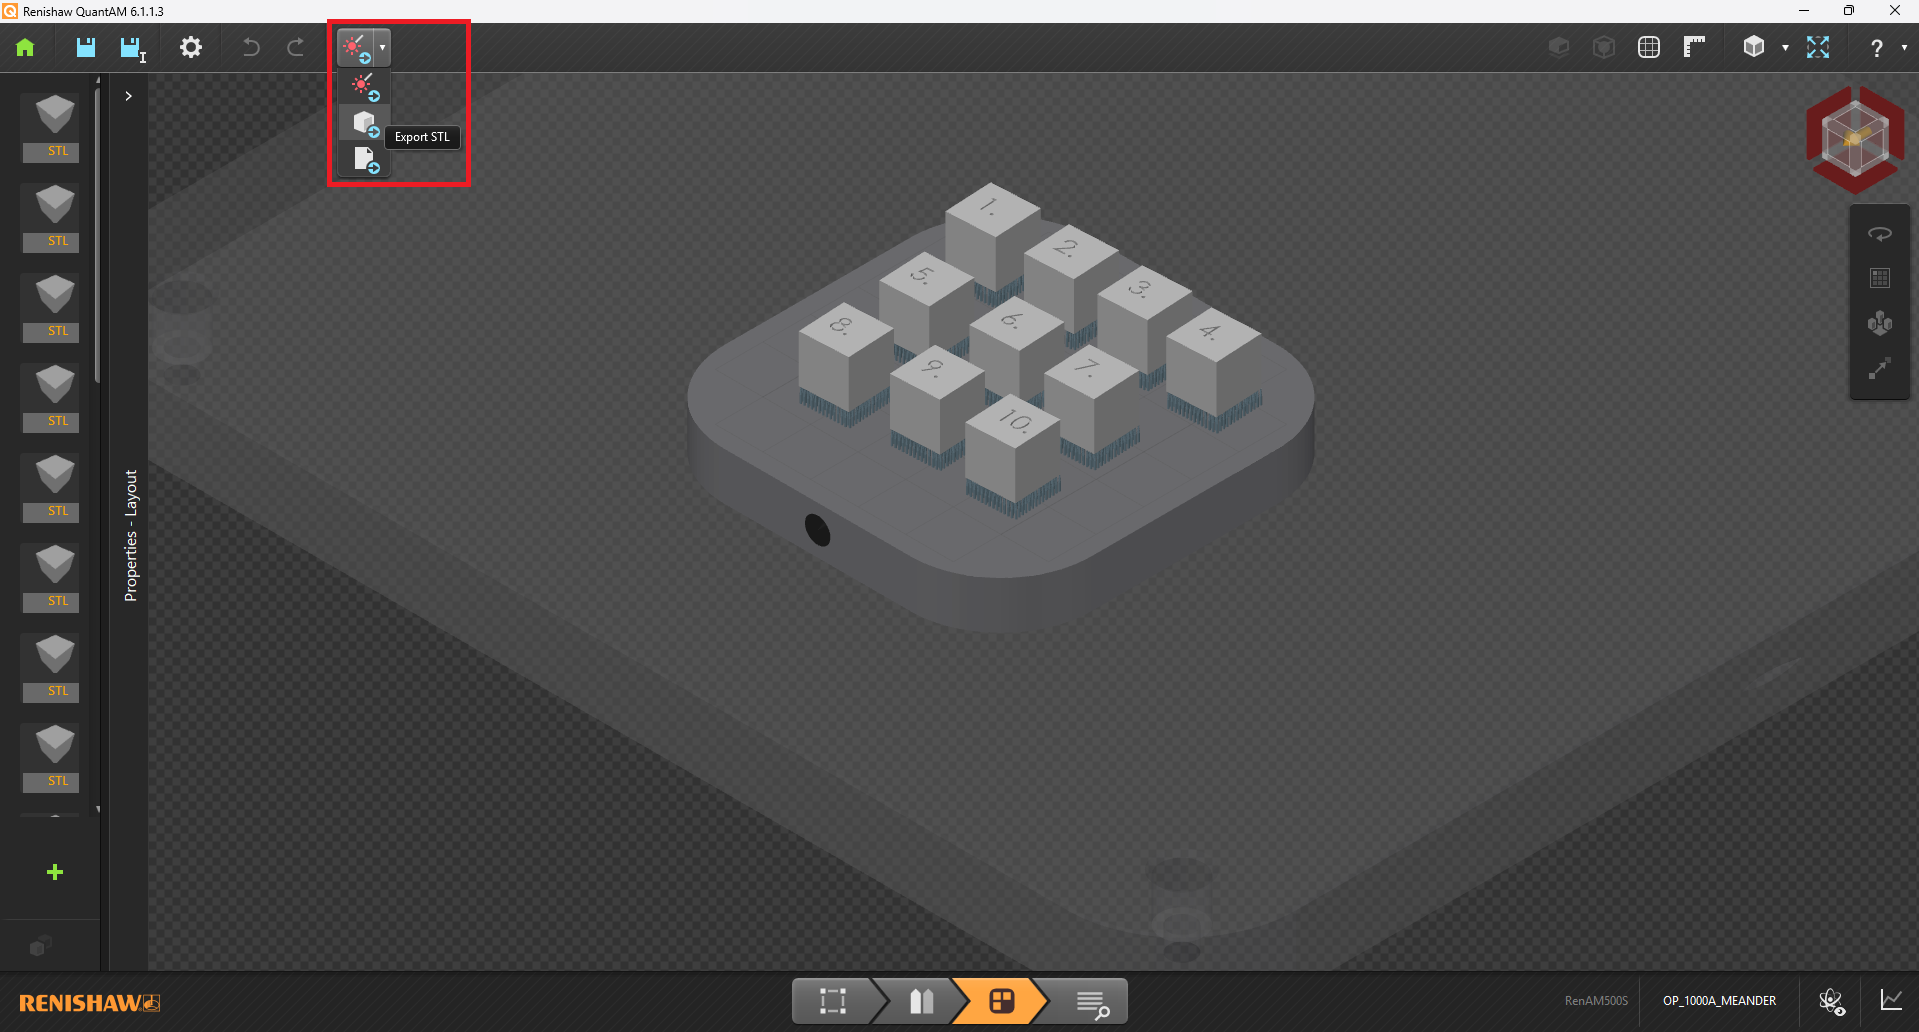 Renishaw QuantAM 6.1.1.3
?
Export STL
STL
STL
STL
STL
STL
STL
STL
STL
Properties - Layout
1.
2.
5.
3.
6.
8.
4.
9.
7.
10.
RENISHAW
RenAM500S
OP_1000A_MEANDER